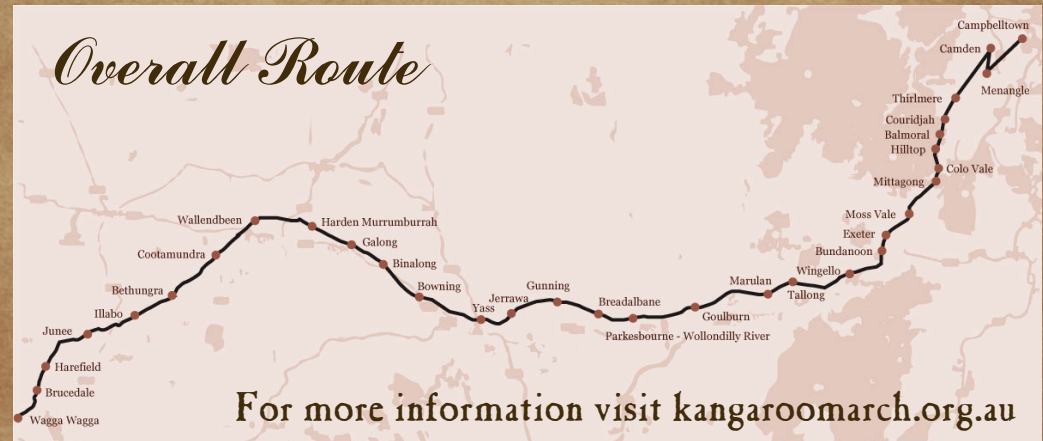 Overall Route
Campbelltown
Camden
Menangle
Thirlmere
Couridjah
Balmoral
Hilltop
Colo Vale
Mittagong
Moss Vale
Exeter
Bundanoon
Wingello
Tallong
Marulan
Goulburn
Parkesbourne - Wollondilly River
Breadalbane
Gunning
Jerrawa
Yass
Bowning
Binalong
Galong
Harden Murrumburrah
Wallendbeen
Cootamundra
Bethungra
Illabo
Junee
Harefield
Brucedale
Wagga Wagga
For more information visit kangaroomarch.org.au